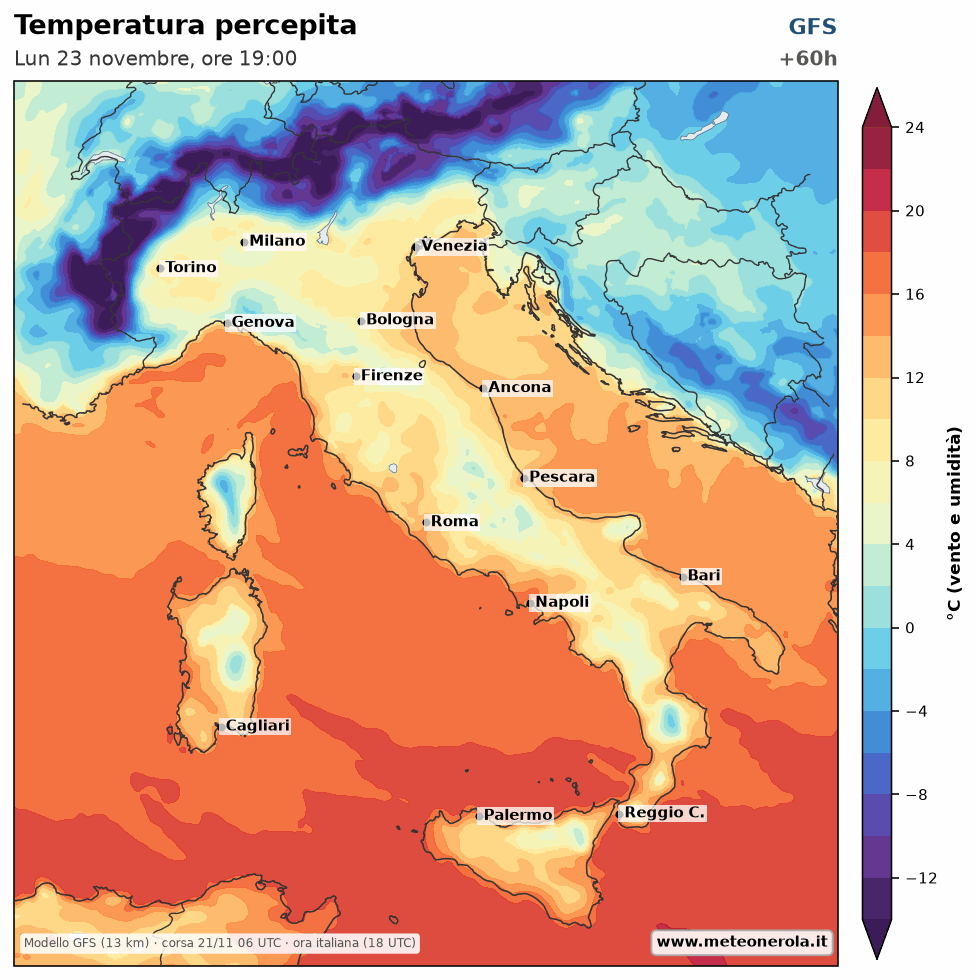 Temperatura percepita
GFS
Lun 23 novembre, ore 19:00
+60h
Milano
Venezia
Torino
Genova
Bologna
Firenze
Ancona
Pescara
Roma
Bari
Napoli
Cagliari
Palermo
Reggio C.
24
20
16
12
8
4
0
−4
−8
−12
°C (vento e umidità)
Modello GFS (13 km) · corsa 21/11 06 UTC · ora italiana (18 UTC)
www.meteonerola.it